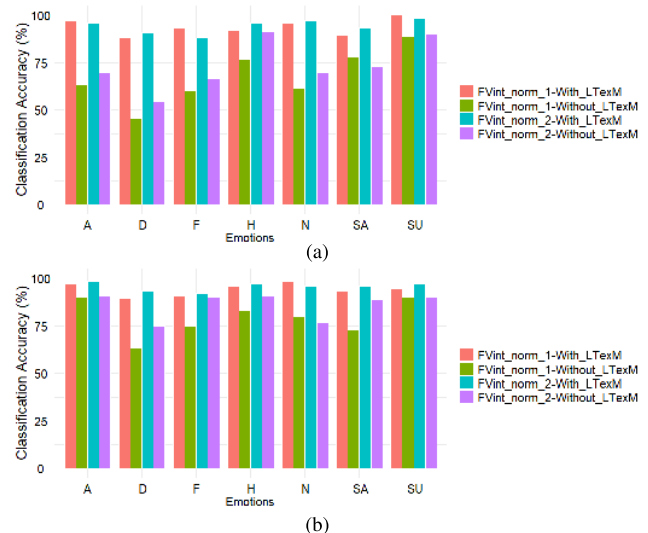 100
75
50
25
0
Classification Accuracy (%)
A D F H N SA SU
Emotions
FVint_norm_1-With_LTexM
FVint_norm_1-Without_LTexM
FVint_norm_2-With_LTexM
FVint_norm_2-Without_LTexM
(a)
100
75
50
25
0
Classification Accuracy (%)
A D F H N SA SU
Emotions
FVint_norm_1-With_LTexM
FVint_norm_1-Without_LTexM
FVint_norm_2-With_LTexM
FVint_norm_2-Without_LTexM
(b)